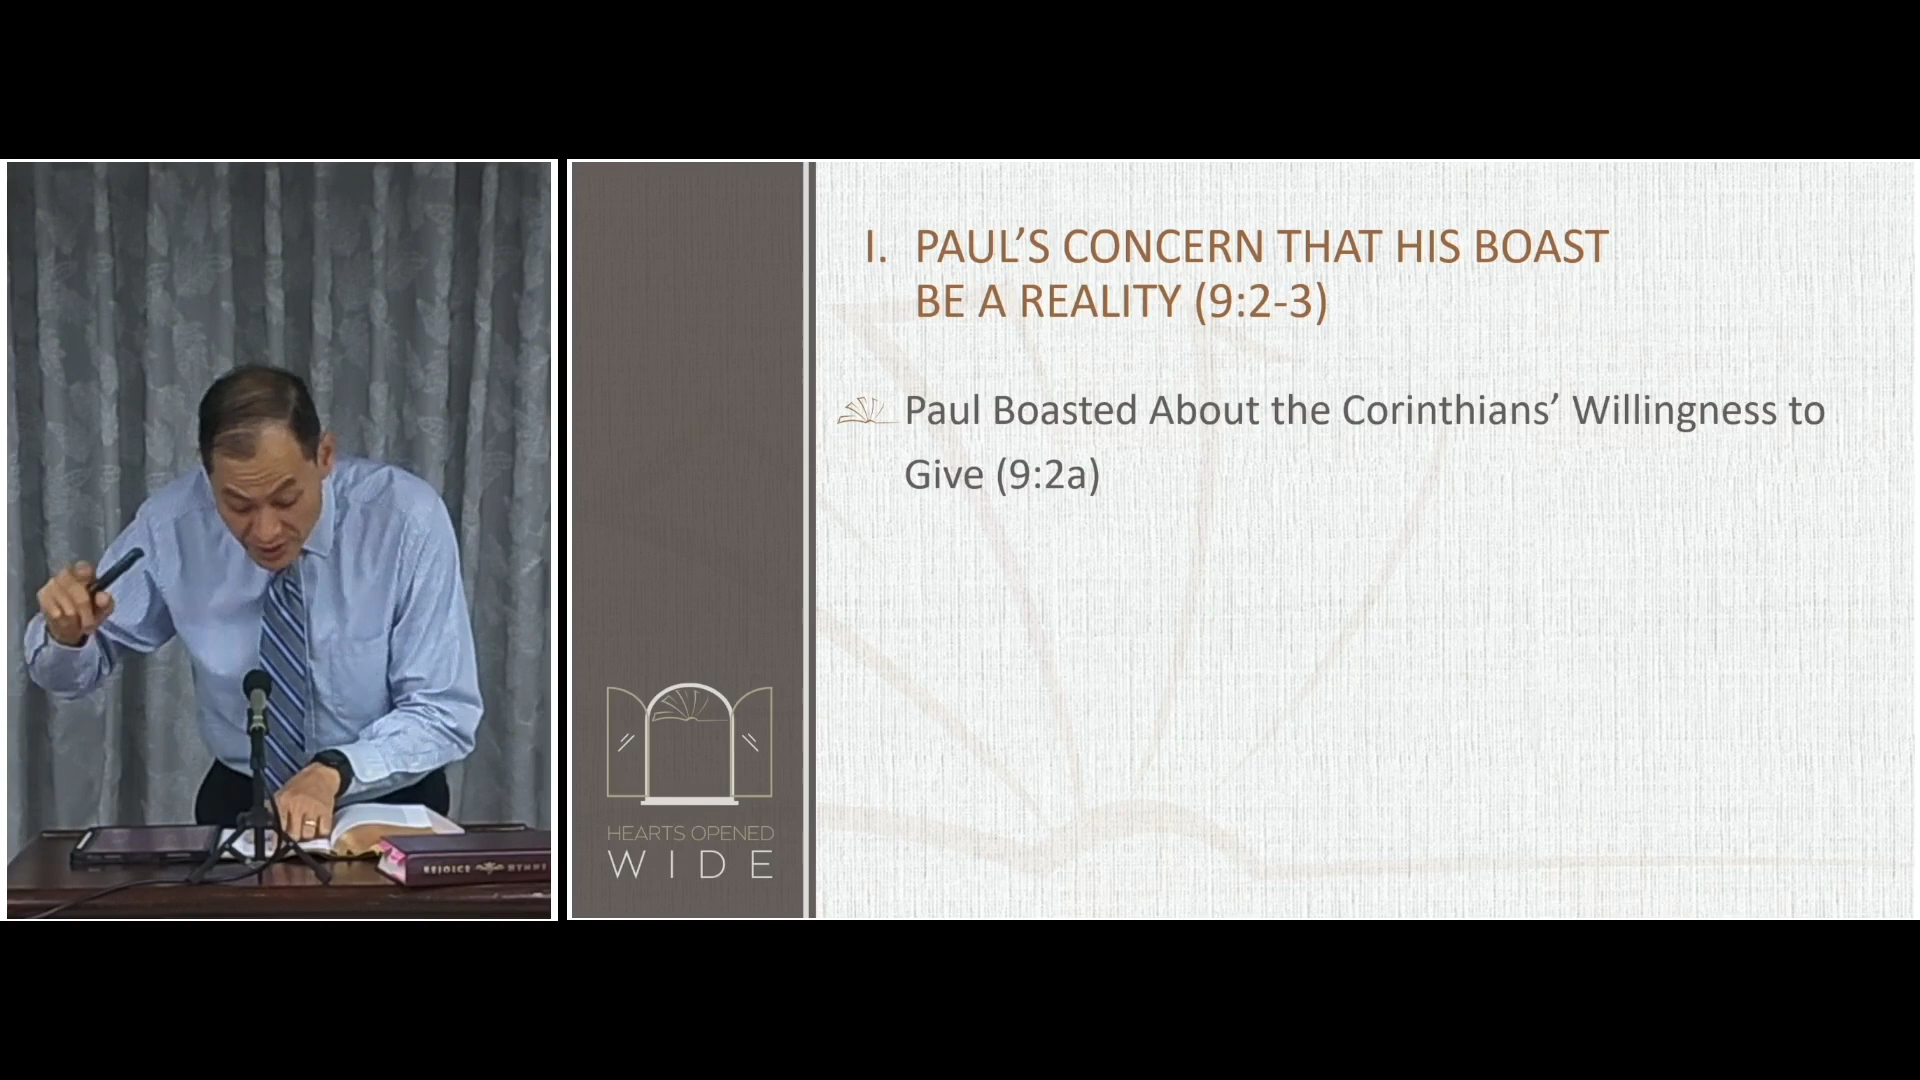 I. PAUL’S CONCERN THAT HIS BOAST
BE A REALITY (9:2-3)
Paul Boasted About the Corinthians’ Willingness to
Give (9:2a)
HEARTS OPENED
WIDE
REJOICE HYMNS